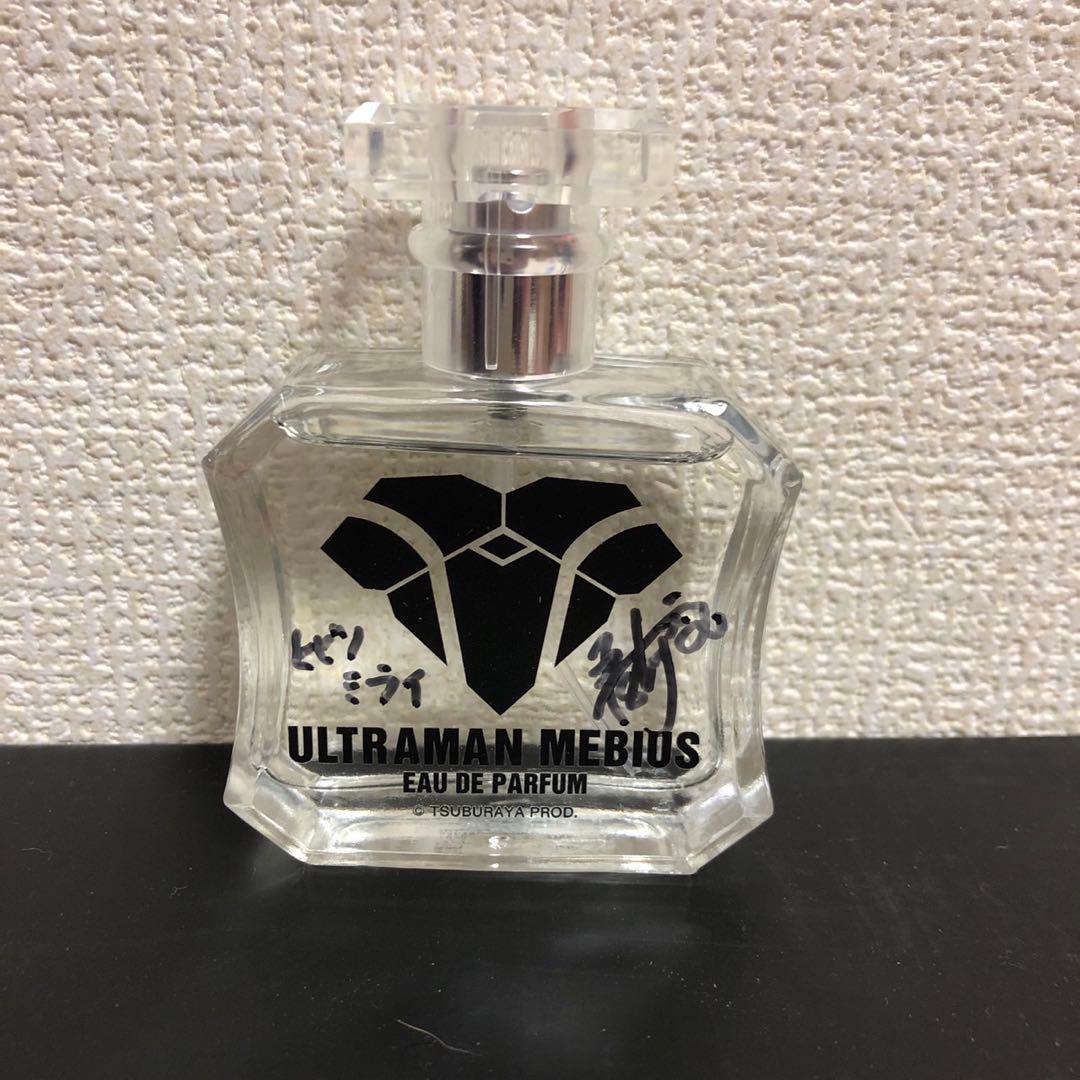 ヒビノ
ミライ
ULTRAMAN MEBIUS
EAU DE PARFUM
© TSUBURAYA PROD.